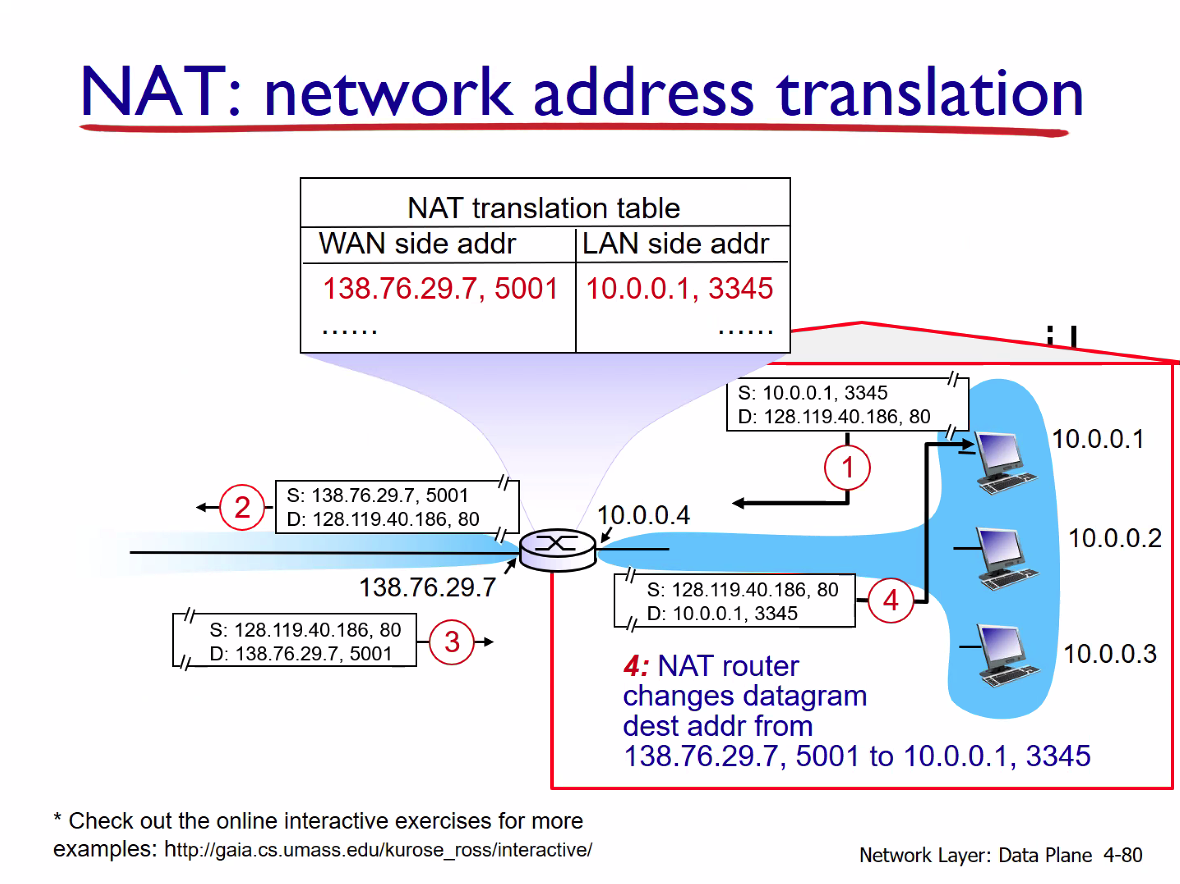 NAT: network address translation
NAT translation table
WAN side addr LAN side addr
138.76.29.7, 5001 10.0.0.1, 3345
...... ......
S: 10.0.0.1, 3345
D: 128.119.40.186, 80
10.0.0.1
1
2
S: 138.76.29.7, 5001
D: 128.119.40.186, 80
10.0.0.4
10.0.0.2
138.76.29.7
S: 128.119.40.186, 80
D: 10.0.0.1, 3345
4
S: 128.119.40.186, 80
D: 138.76.29.7, 5001
3
10.0.0.3
4: NAT router
changes datagram
dest addr from
138.76.29.7, 5001 to 10.0.0.1, 3345
* Check out the online interactive exercises for more
examples: http://gaia.cs.umass.edu/kurose_ross/interactive/
Network Layer: Data Plane 4-80